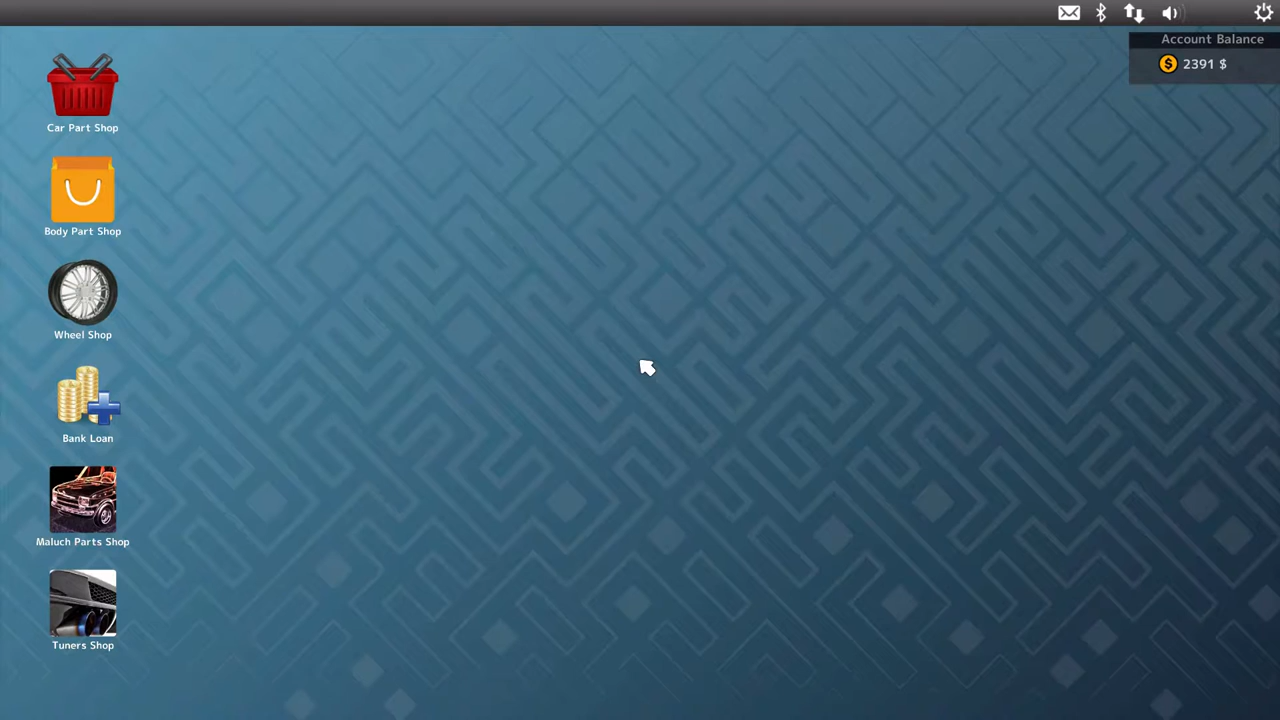 Account Balance
$ 2391 $
Car Part Shop
Body Part Shop
Wheel Shop
Bank Loan
Maluch Parts Shop
Tuners Shop